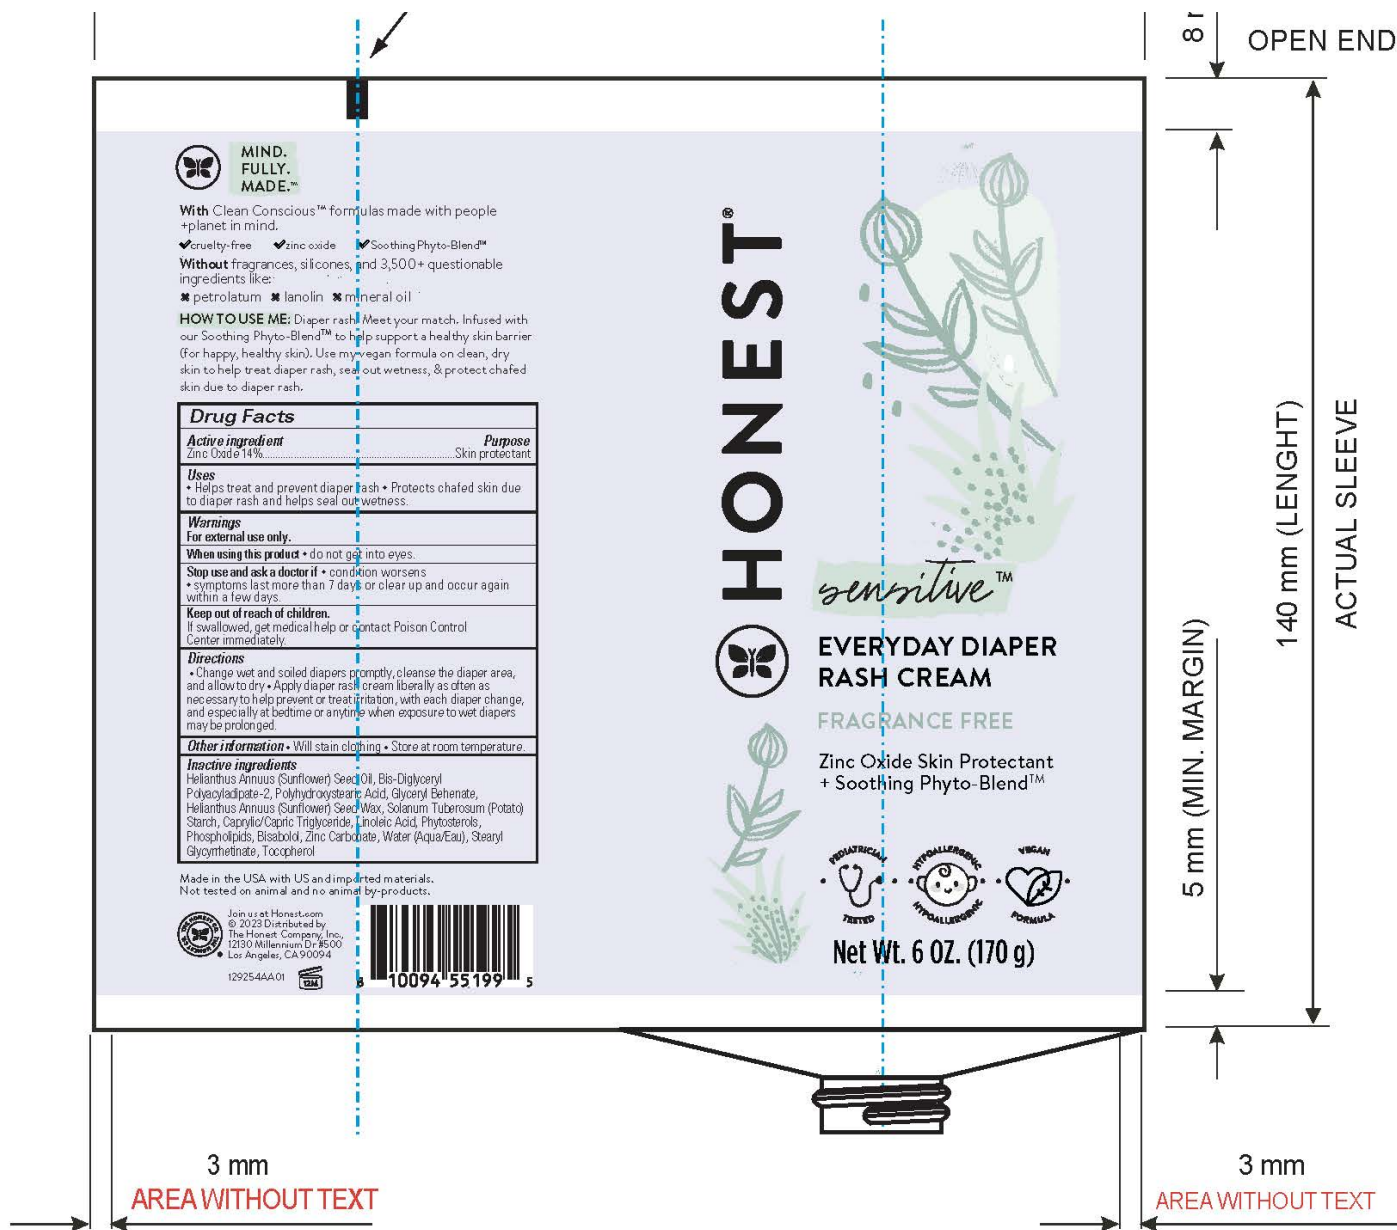 8
OPEN END
MIND.
FULLY.
MADE.™
With Clean Conscious™ formulas made with people
+planet in mind.
✔cruelty-free ✔zinc oxide ✔Soothing Phyto-Blend™
Without fragrances, silicones, and 3,500+ questionable
ingredients like:
✖ petrolatum ✖ lanolin ✖ mineral oil
HOW TO USE ME: Diaper rash? Meet your match. Infused with
our Soothing Phyto-Blend™ to help support a healthy skin barrier
(for happy, healthy skin). Use my vegan formula on clean, dry
skin to help treat diaper rash, seal out wetness, & protect chafed
skin due to diaper rash.
Drug Facts
Active ingredient Purpose
Zinc Oxide 14%...Skin protectant
Uses
• Helps treat and prevent diaper rash • Protects chafed skin due
to diaper rash and helps seal out wetness.
Warnings
For external use only.
When using this product • do not get into eyes.
Stop use and ask a doctor if • condition worsens
• symptoms last more than 7 days or clear up and occur again
within a few days.
Keep out of reach of children.
If swallowed, get medical help or contact Poison Control
Center immediately.
Directions
• Change wet and soiled diapers promptly, cleanse the diaper area,
and allow to dry • Apply diaper rash cream liberally as often as
necessary to help prevent or treat irritation, with each diaper change,
and especially at bedtime or anytime when exposure to wet diapers
may be prolonged.
Other information • Will stain clothing • Store at room temperature.
Inactive ingredients
Helianthus Annuus (Sunflower) Seed Oil, Bis-Diglyceryl
Polyacyladipate-2, Polyhydroxystearic Acid, Glyceryl Behenate,
Helianthus Annuus (Sunflower) Seed Wax, Solanum Tuberosum (Potato)
Starch, Caprylic/Capric Triglyceride, Linoleic Acid, Phytosterols,
Phospholipids, Bisabolol, Zinc Carbonate, Water (Aqua/Eau), Stearyl
Glycyrrhetinate, Tocopherol
Made in the USA with US and imported materials.
Not tested on animal and no animal by-products.
THE HONEST CO.
THE HONEST CO.
Join us at Honest.com
© 2023 Distributed by
The Honest Company, Inc.,
12130 Millennium Dr #500
Los Angeles, CA 90094
129254AA01
12M
8 10094 55199 5
HONEST®
sensitive™
EVERYDAY DIAPER
RASH CREAM
FRAGRANCE FREE
Zinc Oxide Skin Protectant
+ Soothing Phyto-Blend™
PEDIATRICIAN
TESTED
HYPOALLERGENIC
HYPOALLERGENIC
VEGAN
FORMULA
Net Wt. 6 OZ. (170 g)
5 mm (MIN. MARGIN)
140 mm (LENGHT)
ACTUAL SLEEVE
3 mm
AREA WITHOUT TEXT
3 mm
AREA WITHOUT TEXT